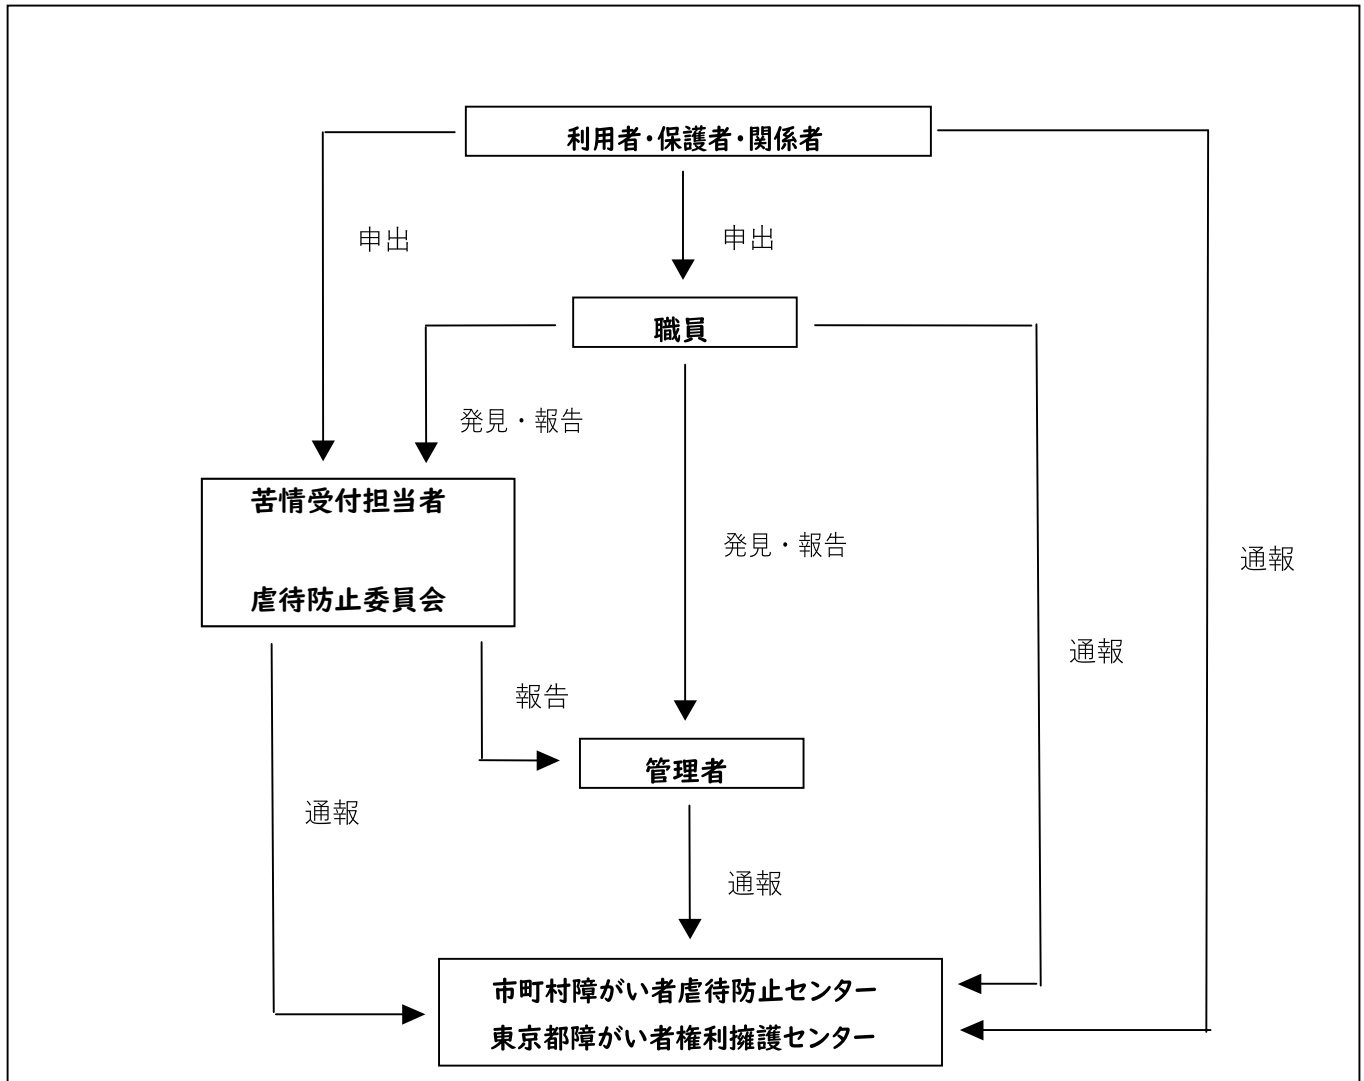 利用者・保護者・関係者
申出
申出
職員
発見・報告
苦情受付担当者
発見・報告
通報
虐待防止委員会
通報
報告
管理者
通報
通報
市町村障がい者虐待防止センター
東京都障がい者権利擁護センター